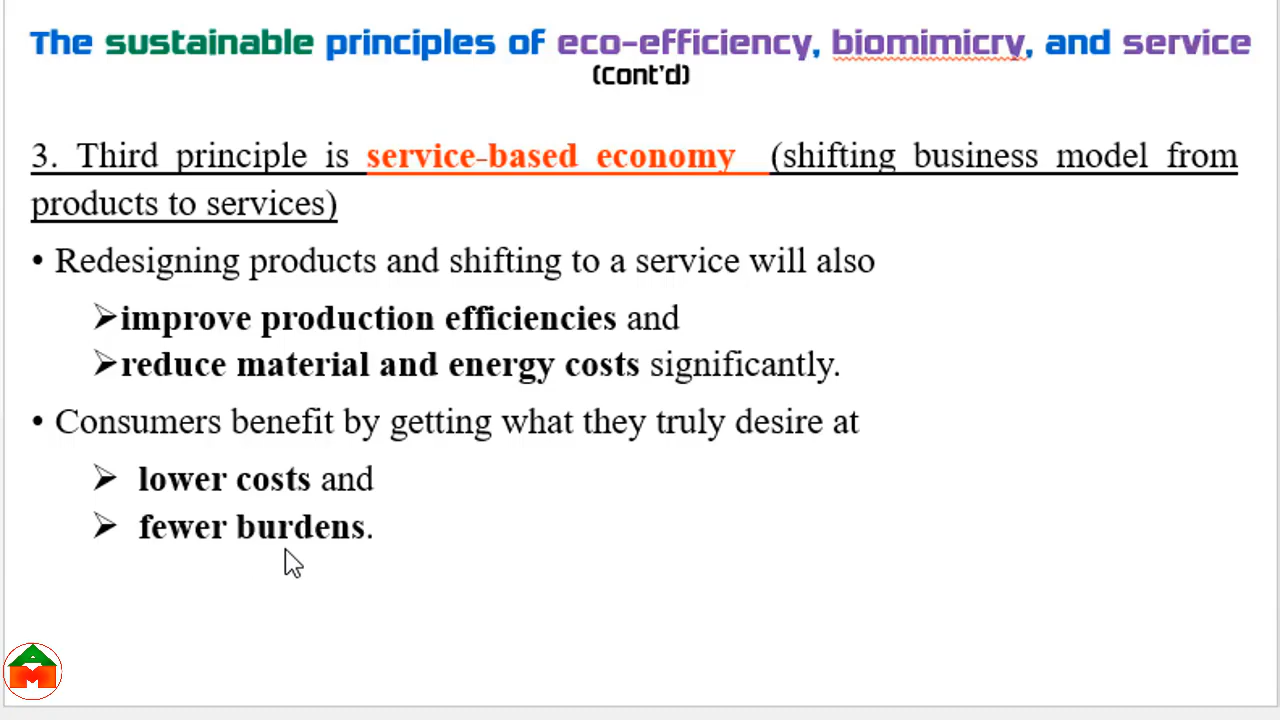 The sustainable principles of eco-efficiency, biomimicry, and service
(Cont'd)
3. Third principle is service-based economy (shifting business model from
products to services)
• Redesigning products and shifting to a service will also
➢improve production efficiencies and
➢reduce material and energy costs significantly.
• Consumers benefit by getting what they truly desire at
➢ lower costs and
➢ fewer burdens.
A
M